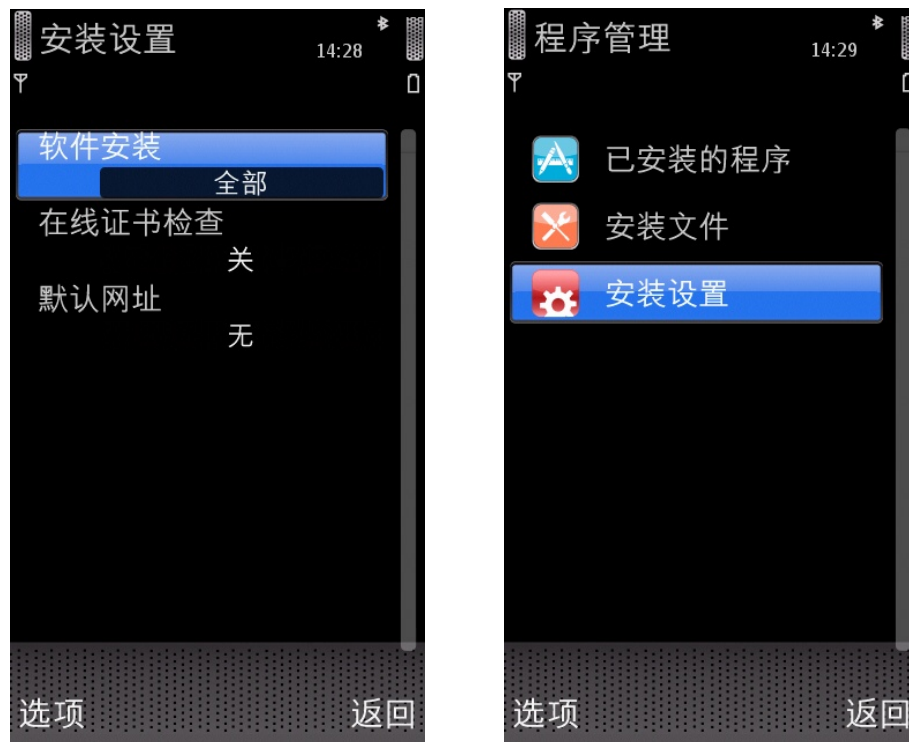 安装设置
14:28
软件安装
全部
在线证书检查
关
默认网址
无
选项
返回
程序管理
14:29
已安装的程序
安装文件
安装设置
选项
返回